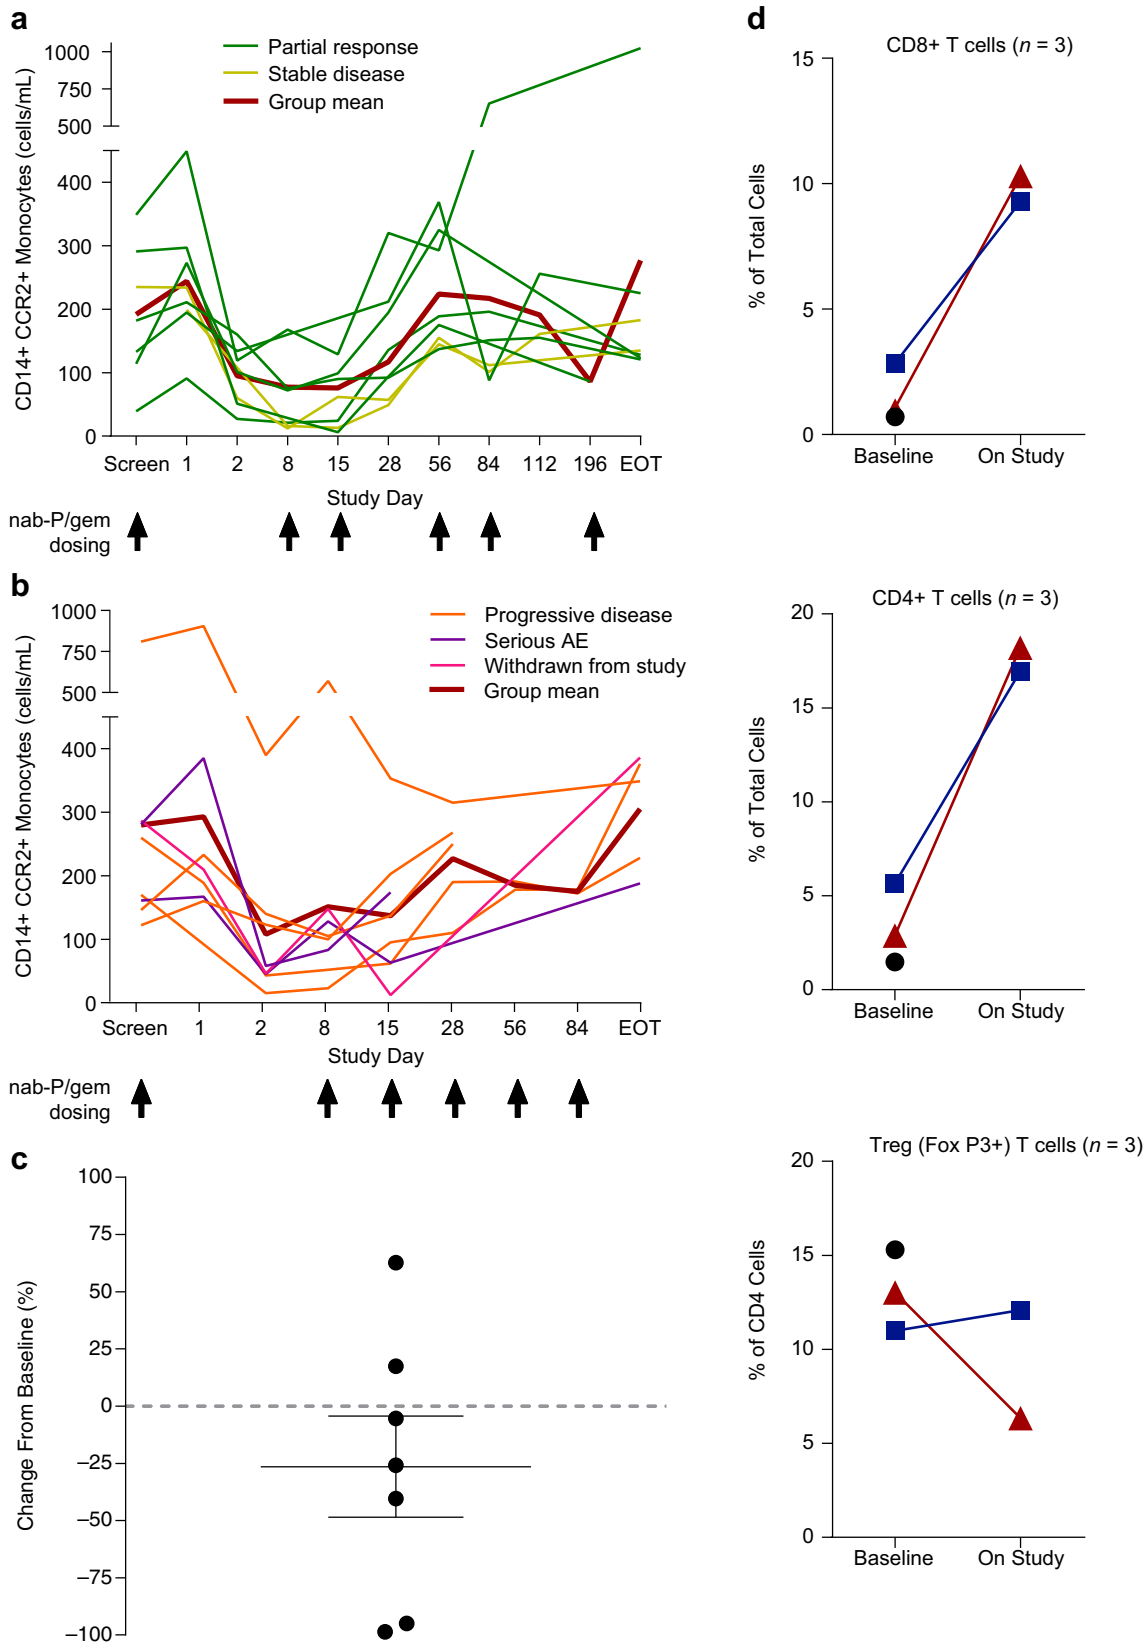 a
1000
750
500
400
300
200
100
0
CD14+ CCR2+ Monocytes (cells/mL)
Partial response
Stable disease
Group mean
Screen 1 2 8 15 28 56 84 112 196 EOT
Study Day
nab-P/gem
dosing
b
1000
750
500
400
300
200
100
0
CD14+ CCR2+ Monocytes (cells/mL)
Progressive disease
Serious AE
Withdrawn from study
Group mean
Screen 1 2 8 15 28 56 84 EOT
Study Day
nab-P/gem
dosing
c
100
75
50
25
0
–25
–50
–75
–100
Change From Baseline (%)
d
CD8+ T cells (n = 3)
15
10
5
0
% of Total Cells
Baseline On Study
CD4+ T cells (n = 3)
20
15
10
5
0
% of Total Cells
Baseline On Study
Treg (Fox P3+) T cells (n = 3)
20
15
10
5
0
% of CD4 Cells
Baseline On Study